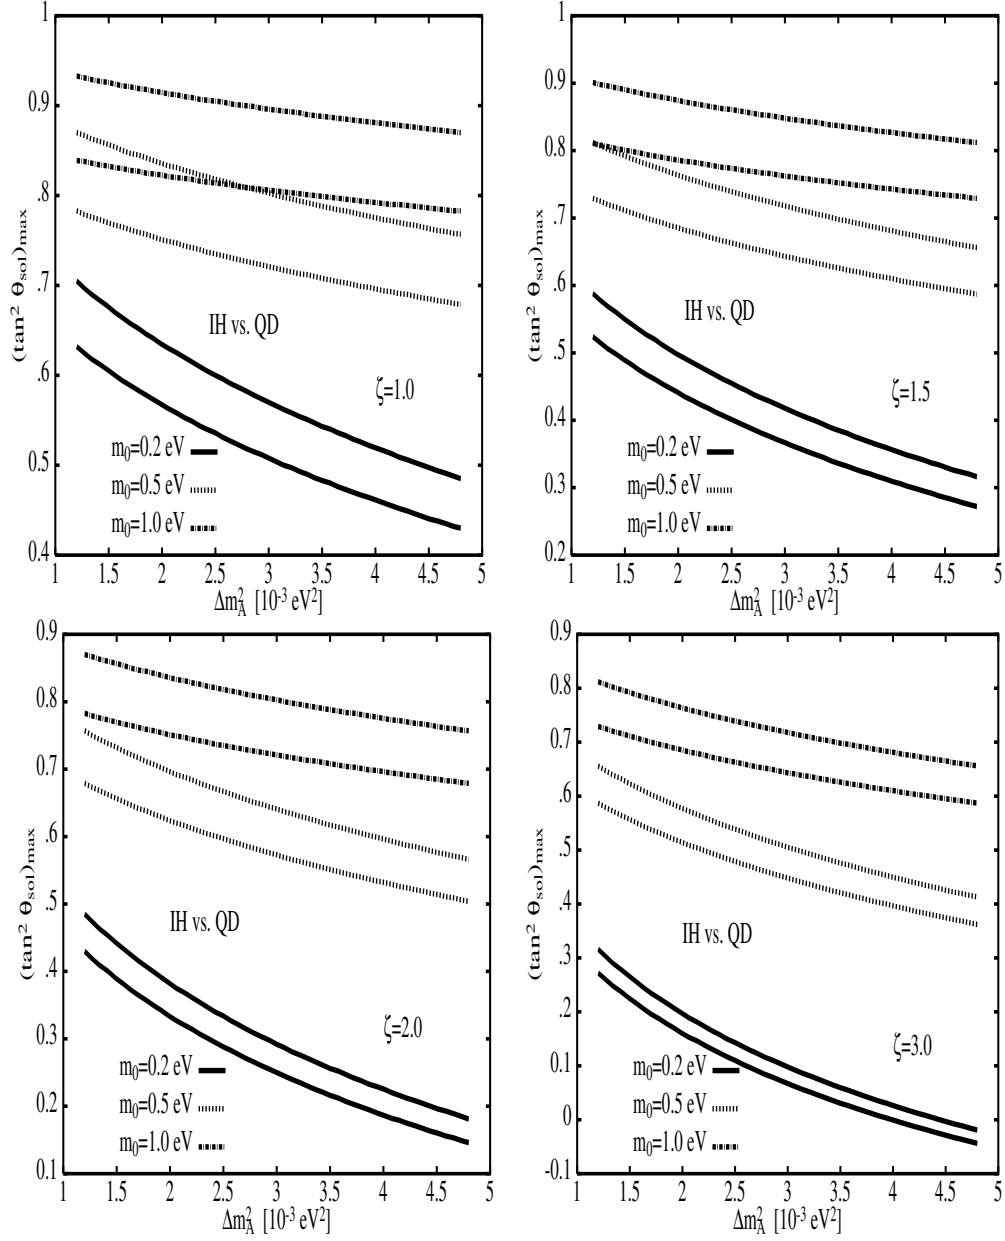 1
0.9
.8
.7
.6
0.5
0.4
(tan² θsol)max
IH vs. QD
ζ=1.0
m₀=0.2 eV
m₀=0.5 eV
m₀=1.0 eV
1 1.5 2 2.5 3 3.5 4 4.5 5
Δm²A [10⁻³ eV²]
1
0.9
0.8
.7
.6
0.5
0.4
0.3
0.2
(tan² θsol)max
IH vs. QD
ζ=1.5
m₀=0.2 eV
m₀=0.5 eV
m₀=1.0 eV
1 1.5 2 2.5 3 3.5 4 4.5 5
Δm²A [10⁻³ eV²]
0.9
0.8
0.7
.6
.5
.4
0.3
0.2
0.1
(tan² θsol)max
IH vs. QD
ζ=2.0
m₀=0.2 eV
m₀=0.5 eV
m₀=1.0 eV
1 1.5 2 2.5 3 3.5 4 4.5 5
Δm²A [10⁻³ eV²]
0.9
0.8
0.7
.6
.5
.4
.3
0.2
0.1
0
-0.1
(tan² θsol)max
IH vs. QD
ζ=3.0
m₀=0.2 eV
m₀=0.5 eV
m₀=1.0 eV
1 1.5 2 2.5 3 3.5 4 4.5 5
Δm²A [10⁻³ eV²]